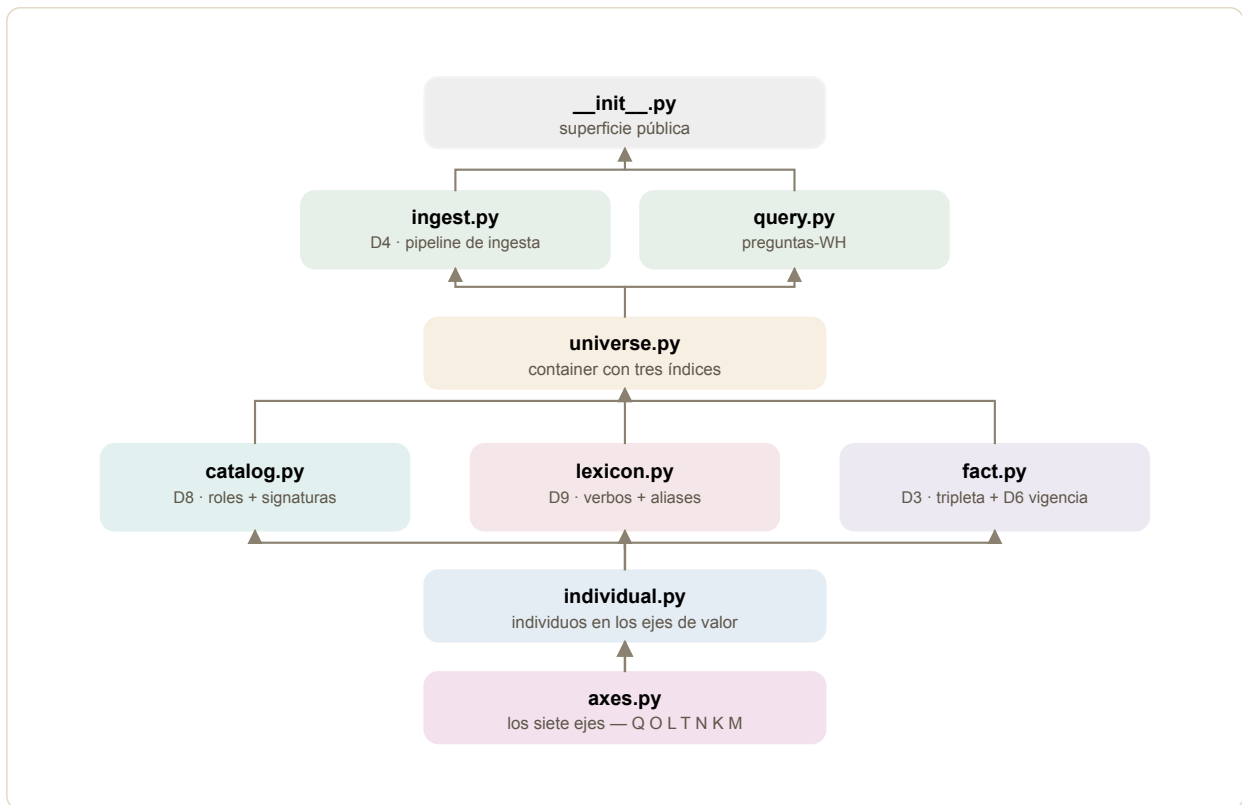 __init__.py
superficie pública
ingest.py
D4 · pipeline de ingesta
query.py
preguntas-WH
universe.py
container con tres índices
catalog.py
D8 · roles + signaturas
lexicon.py
D9 · verbos + aliases
fact.py
D3 · tripleta + D6 vigencia
individual.py
individuos en los ejes de valor
axes.py
los siete ejes — Q O L T N K M